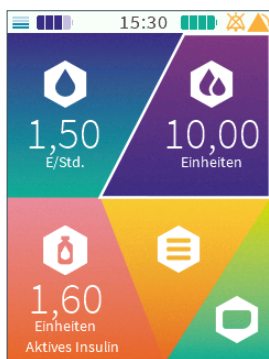 15:30
1,50
E/Std.
10,00
Einheiten
1,60
Einheiten
Aktives Insulin